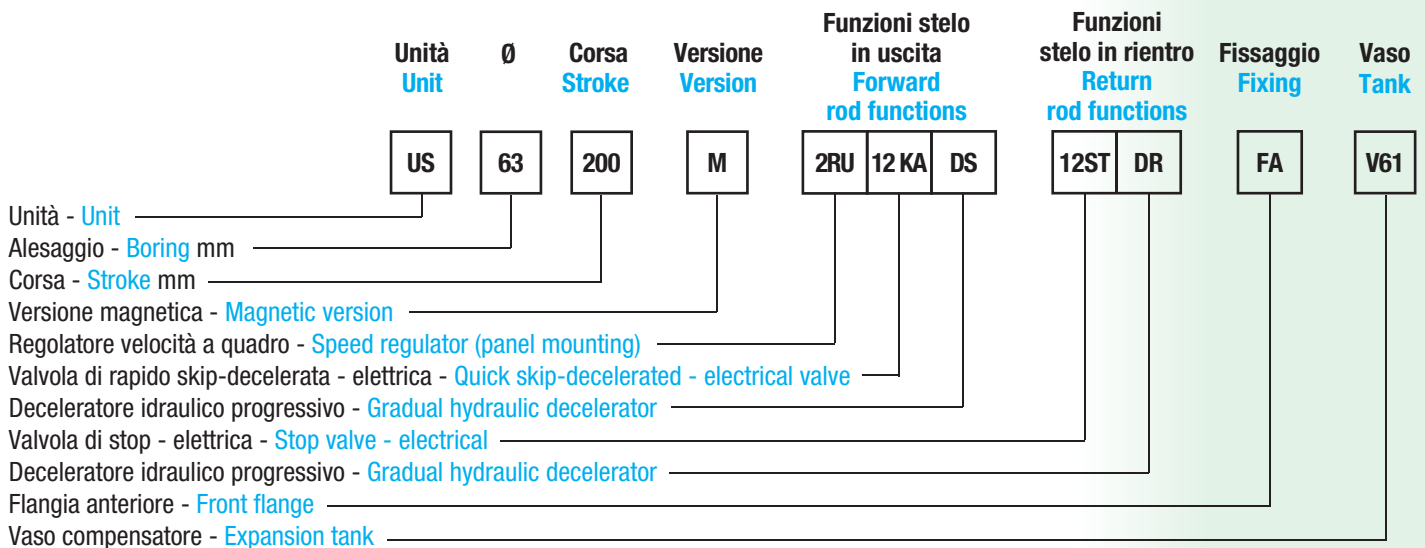 Unità Ø Corsa Versione Funzioni stelo in uscita Funzioni stelo in rientro Fissaggio Vaso
Unit Stroke Version Forward rod functions Return rod functions Fixing Tank
US 63 200 M 2RU 12 KA DS 12ST DR FA V61
Unità - Unit
Alesaggio - Boring mm
Corsa - Stroke mm
Versione magnetica - Magnetic version
Regolatore velocità a quadro - Speed regulator (panel mounting)
Valvola di rapido skip-decelerata - elettrica - Quick skip-decelerated - electrical valve
Deceleratore idraulico progressivo - Gradual hydraulic decelerator
Valvola di stop - elettrica - Stop valve - electrical
Deceleratore idraulico progressivo - Gradual hydraulic decelerator
Flangia anteriore - Front flange
Vaso compensatore - Expansion tank